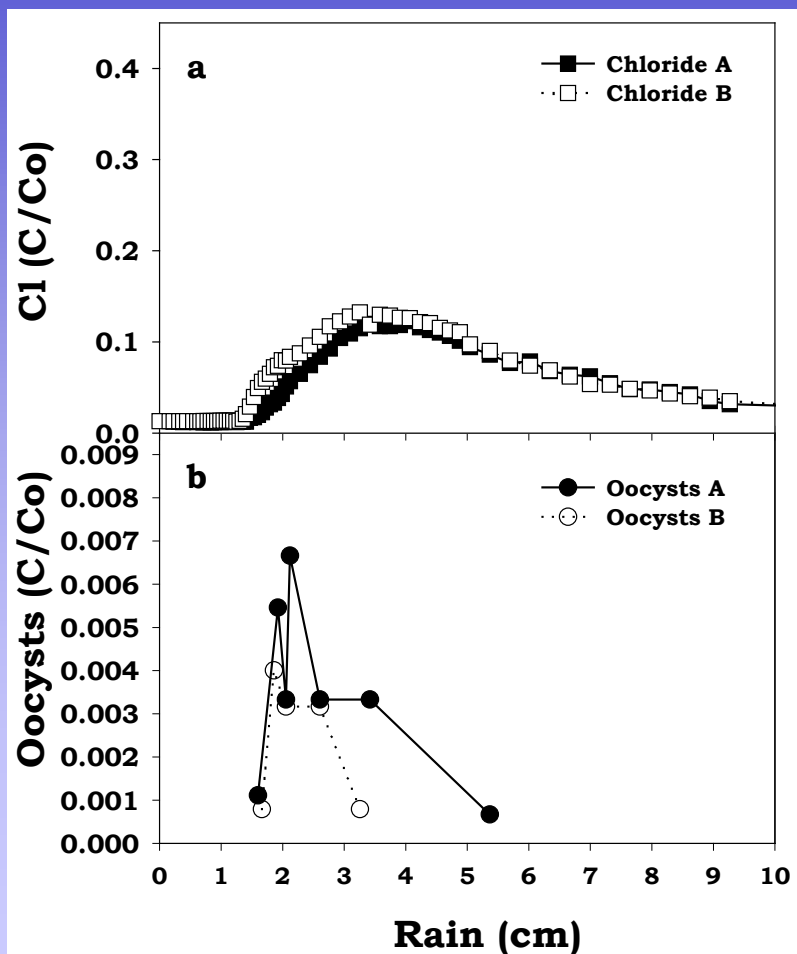 a
Chloride A
Chloride B
Cl (C/Co)
0.4
0.3
0.2
0.1
0.0
b
Oocysts A
Oocysts B
Oocysts (C/Co)
0.009
0.008
0.007
0.006
0.005
0.004
0.003
0.002
0.001
0.000
0 1 2 3 4 5 6 7 8 9 10
Rain (cm)